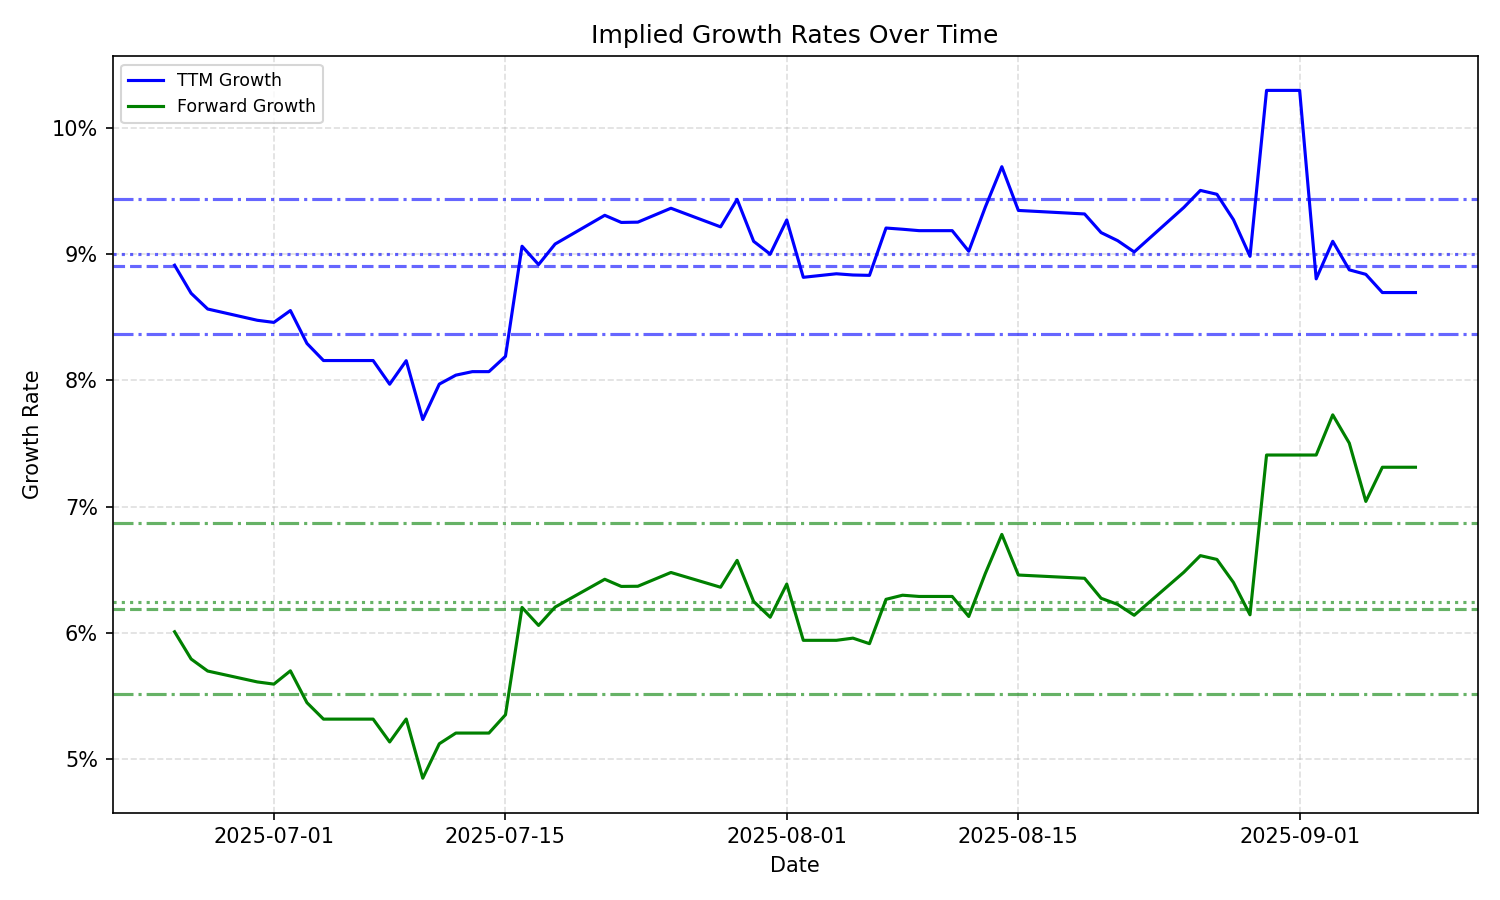 Implied Growth Rates Over Time
TTM Growth
Forward Growth
10%
9%
8%
7%
6%
5%
Growth Rate
2025-07-01
2025-07-15
2025-08-01
2025-08-15
2025-09-01
Date